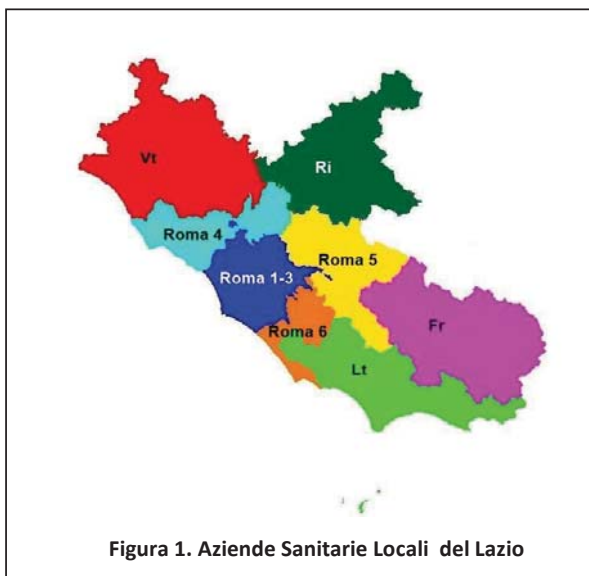 Vt
Ri
Roma 4
Roma 5
Roma 1-3
Fr
Roma 6
Lt
Figura 1. Aziende Sanitarie Locali del Lazio